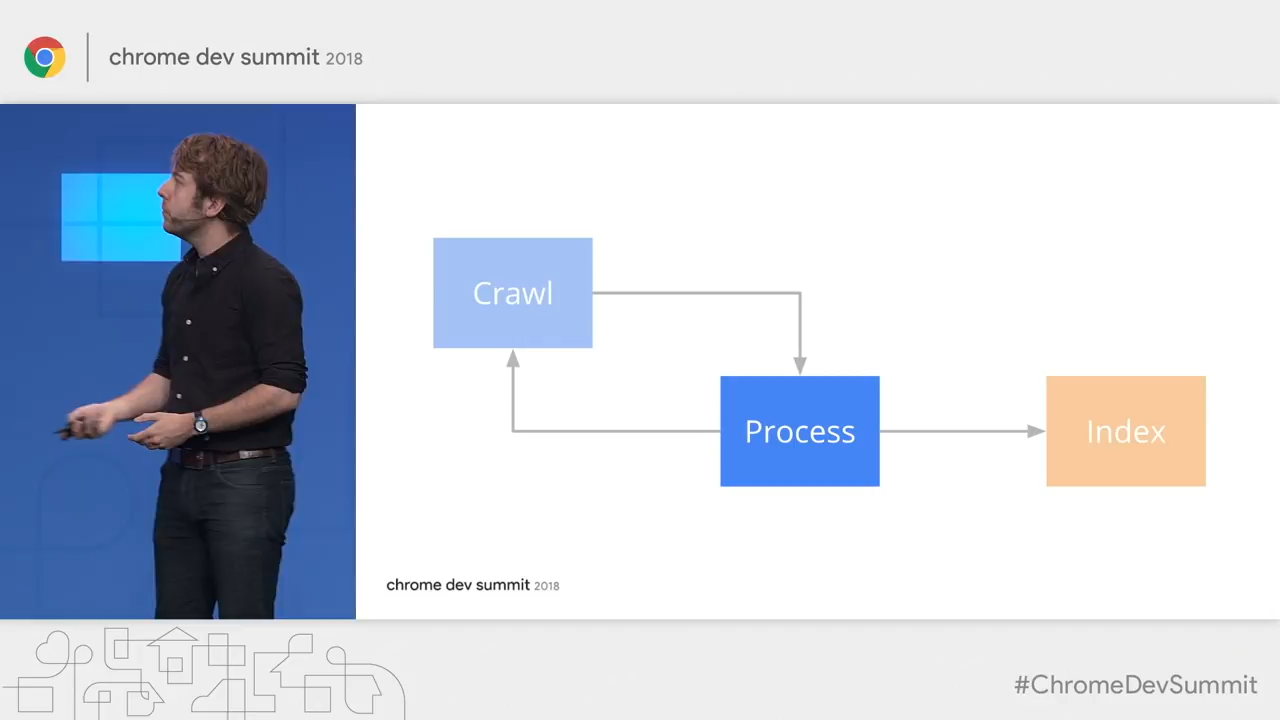 chrome dev summit 2018
Crawl
Process
Index
chrome dev summit 2018
#ChromeDevSummit